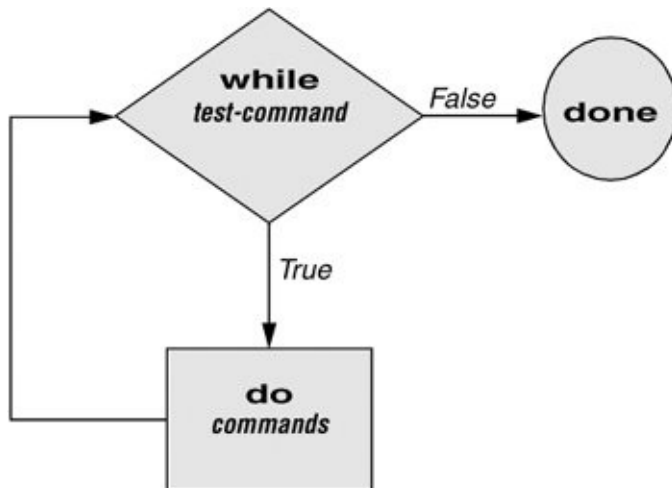 while
test-command
False
done
True
do
commands